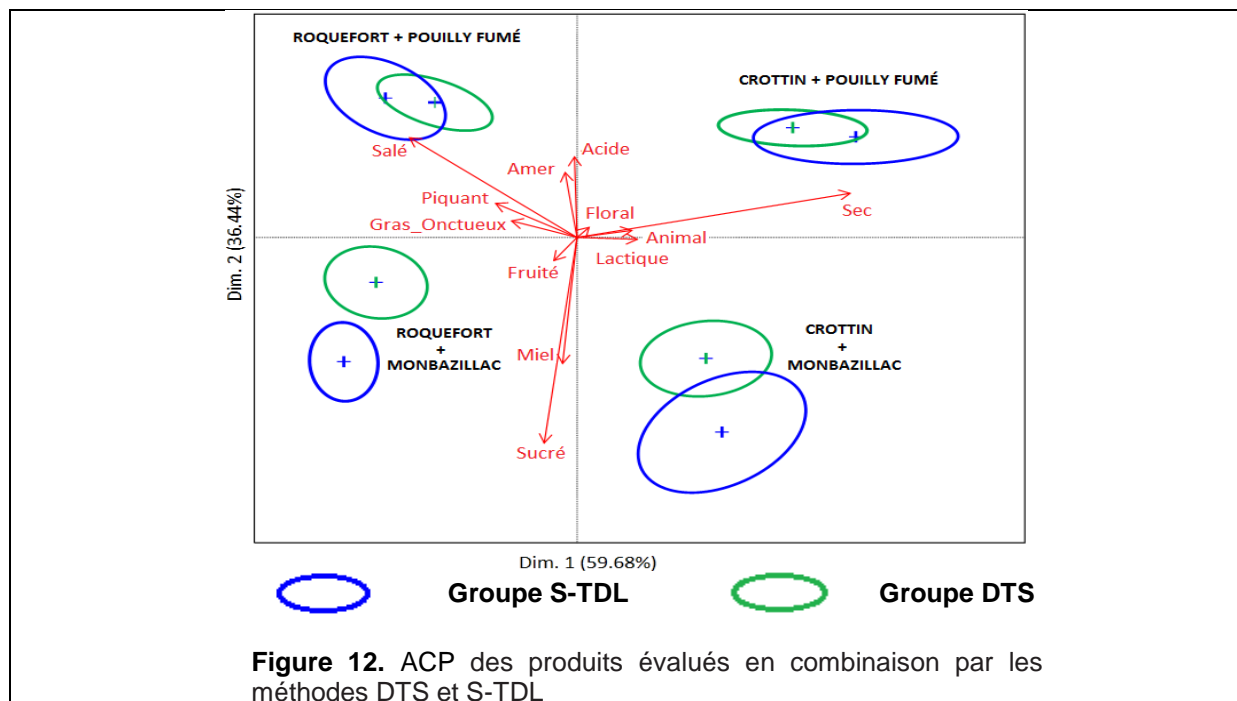 ROQUEFORT + POUILLY FUMÉ
CROTTIN + POUILLY FUMÉ
Salé
Acide
Amer
Piquant
Floral
Sec
Gras_Onctueux
Animal
Fruité
Lactique
Dim. 2 (36.44%)
ROQUEFORT
+
MONBAZILLAC
CROTTIN
+
MONBAZILLAC
Miel
Sucré
Dim. 1 (59.68%)
Groupe S-TDL
Groupe DTS
Figure 12. ACP des produits évalués en combinaison par les
méthodes DTS et S-TDL